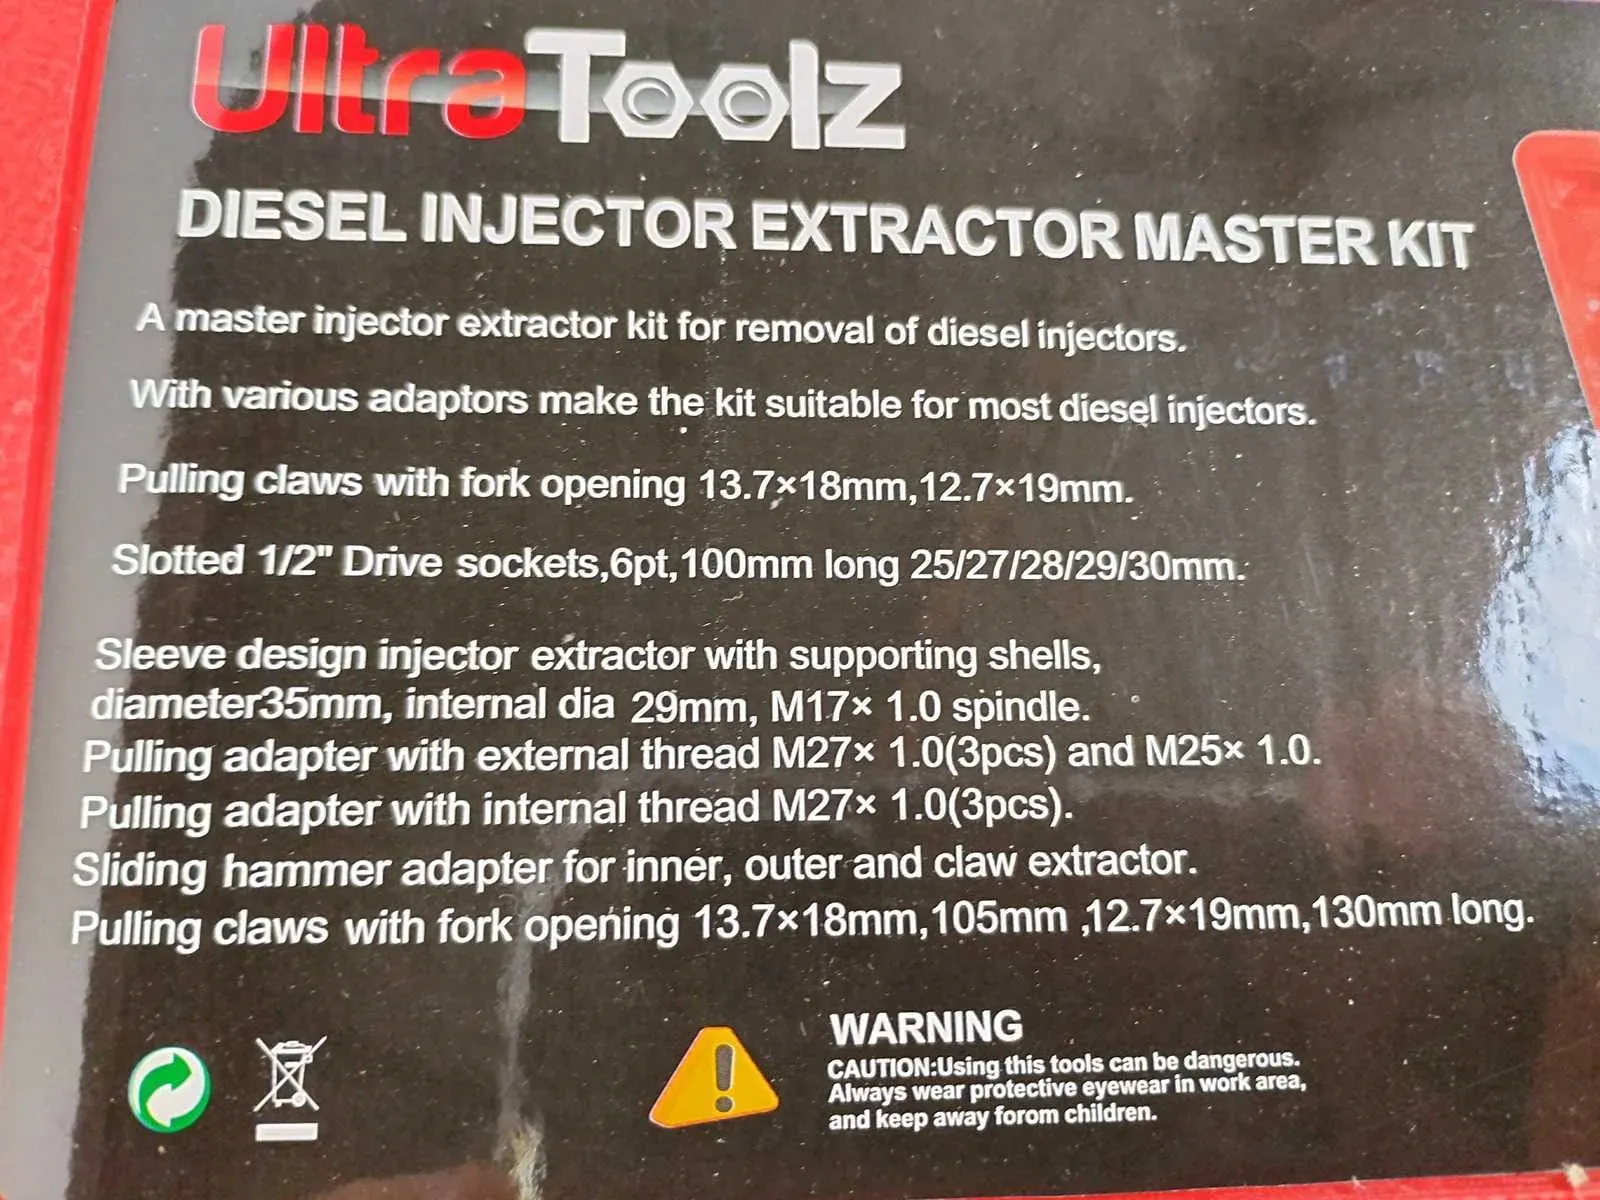 UltraToolz
DIESEL INJECTOR EXTRACTOR MASTER KIT
A master injector extractor kit for removal of diesel injectors.
With various adaptors make the kit suitable for most diesel injectors.
Pulling claws with fork opening 13.7×18mm,12.7×19mm.
Slotted 1/2" Drive sockets,6pt,100mm long 25/27/28/29/30mm.
Sleeve design injector extractor with supporting shells,
diameter35mm, internal dia 29mm, M17× 1.0 spindle.
Pulling adapter with external thread M27× 1.0(3pcs) and M25× 1.0.
Pulling adapter with internal thread M27× 1.0(3pcs).
Sliding hammer adapter for inner, outer and claw extractor.
Pulling claws with fork opening 13.7×18mm,105mm ,12.7×19mm,130mm long.
WARNING
CAUTION:Using this tools can be dangerous.
Always wear protective eyewear in work area,
and keep away forom children.